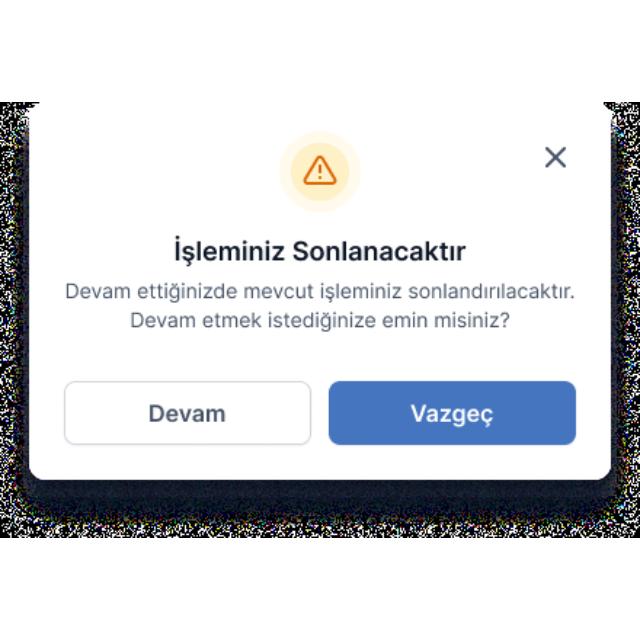 İşleminiz Sonlanacaktır
Devam ettiğinizde mevcut işleminiz sonlandırılacaktır.
Devam etmek istediğinize emin misiniz?
Devam
Vazgeç